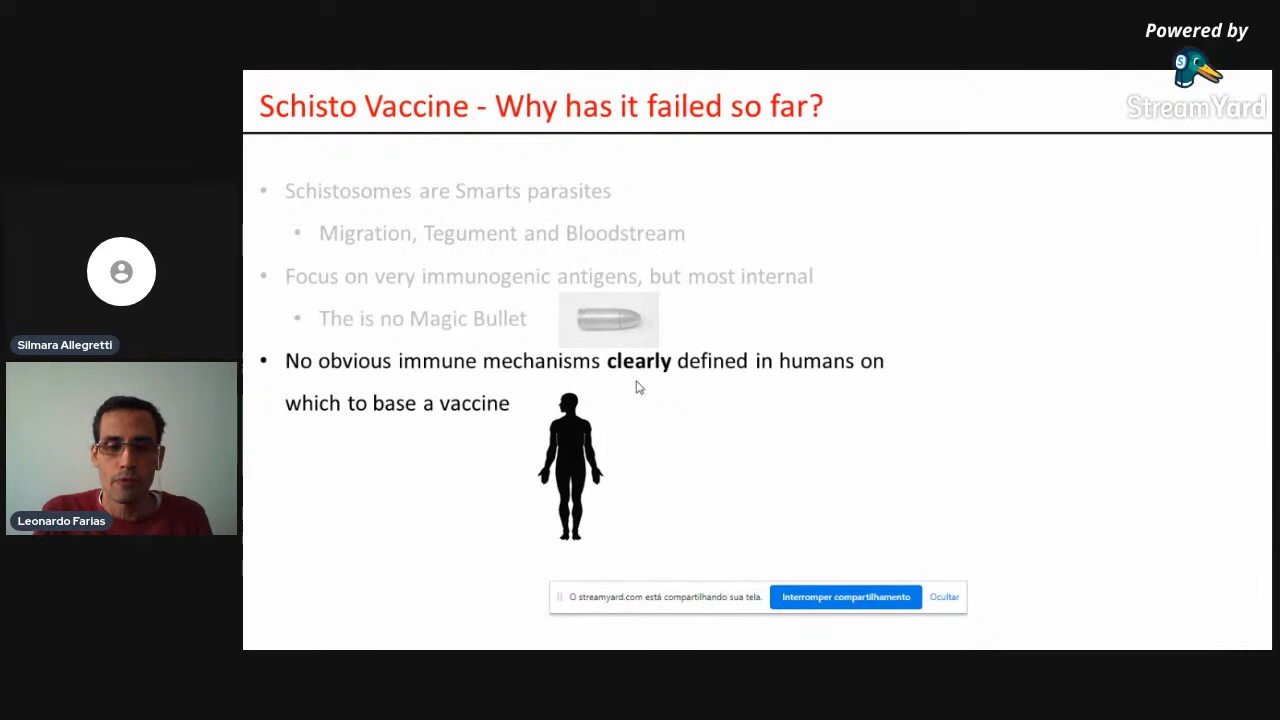 Powered by
StreamYard
Schisto Vaccine - Why has it failed so far?
• Schistosomes are Smarts parasites
• Migration, Tegument and Bloodstream
• Focus on very immunogenic antigens, but most internal
• The is no Magic Bullet
• No obvious immune mechanisms clearly defined in humans on
which to base a vaccine
Silmara Allegretti
Leonardo Farias
O streamyard.com está compartilhando sua tela.
Interromper compartilhamento
Ocultar